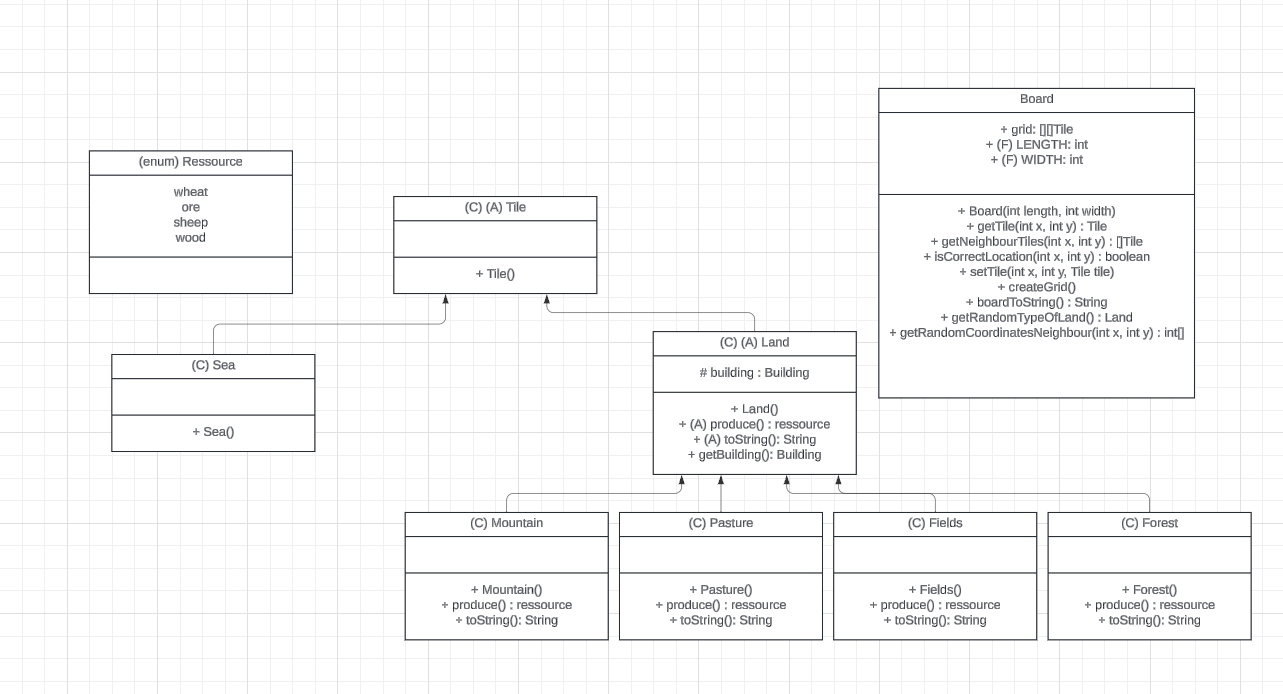 Board
+ grid: [][]Tile
+ (F) LENGTH: int
+ (F) WIDTH: int
+ Board(int length, int width)
+ getTile(int x, int y) : Tile
+ getNeighbourTiles(int x, int y) : []Tile
+ isCorrectLocation(int x, int y) : boolean
+ setTile(int x, int y, Tile tile)
+ createGrid()
+ boardToString() : String
+ getRandomTypeOfLand() : Land
+ getRandomCoordinatesNeighbour(int x, int y) : int[]
(enum) Ressource
wheat
ore
sheep
wood
(C) (A) Tile
+ Tile()
(C) Sea
+ Sea()
(C) (A) Land
# building : Building
+ Land()
+ (A) produce() : ressource
+ (A) toString(): String
+ getBuilding(): Building
(C) Mountain
+ Mountain()
+ produce() : ressource
+ toString(): String
(C) Pasture
+ Pasture()
+ produce() : ressource
+ toString(): String
(C) Fields
+ Fields()
+ produce() : ressource
+ toString(): String
(C) Forest
+ Forest()
+ produce() : ressource
+ toString(): String